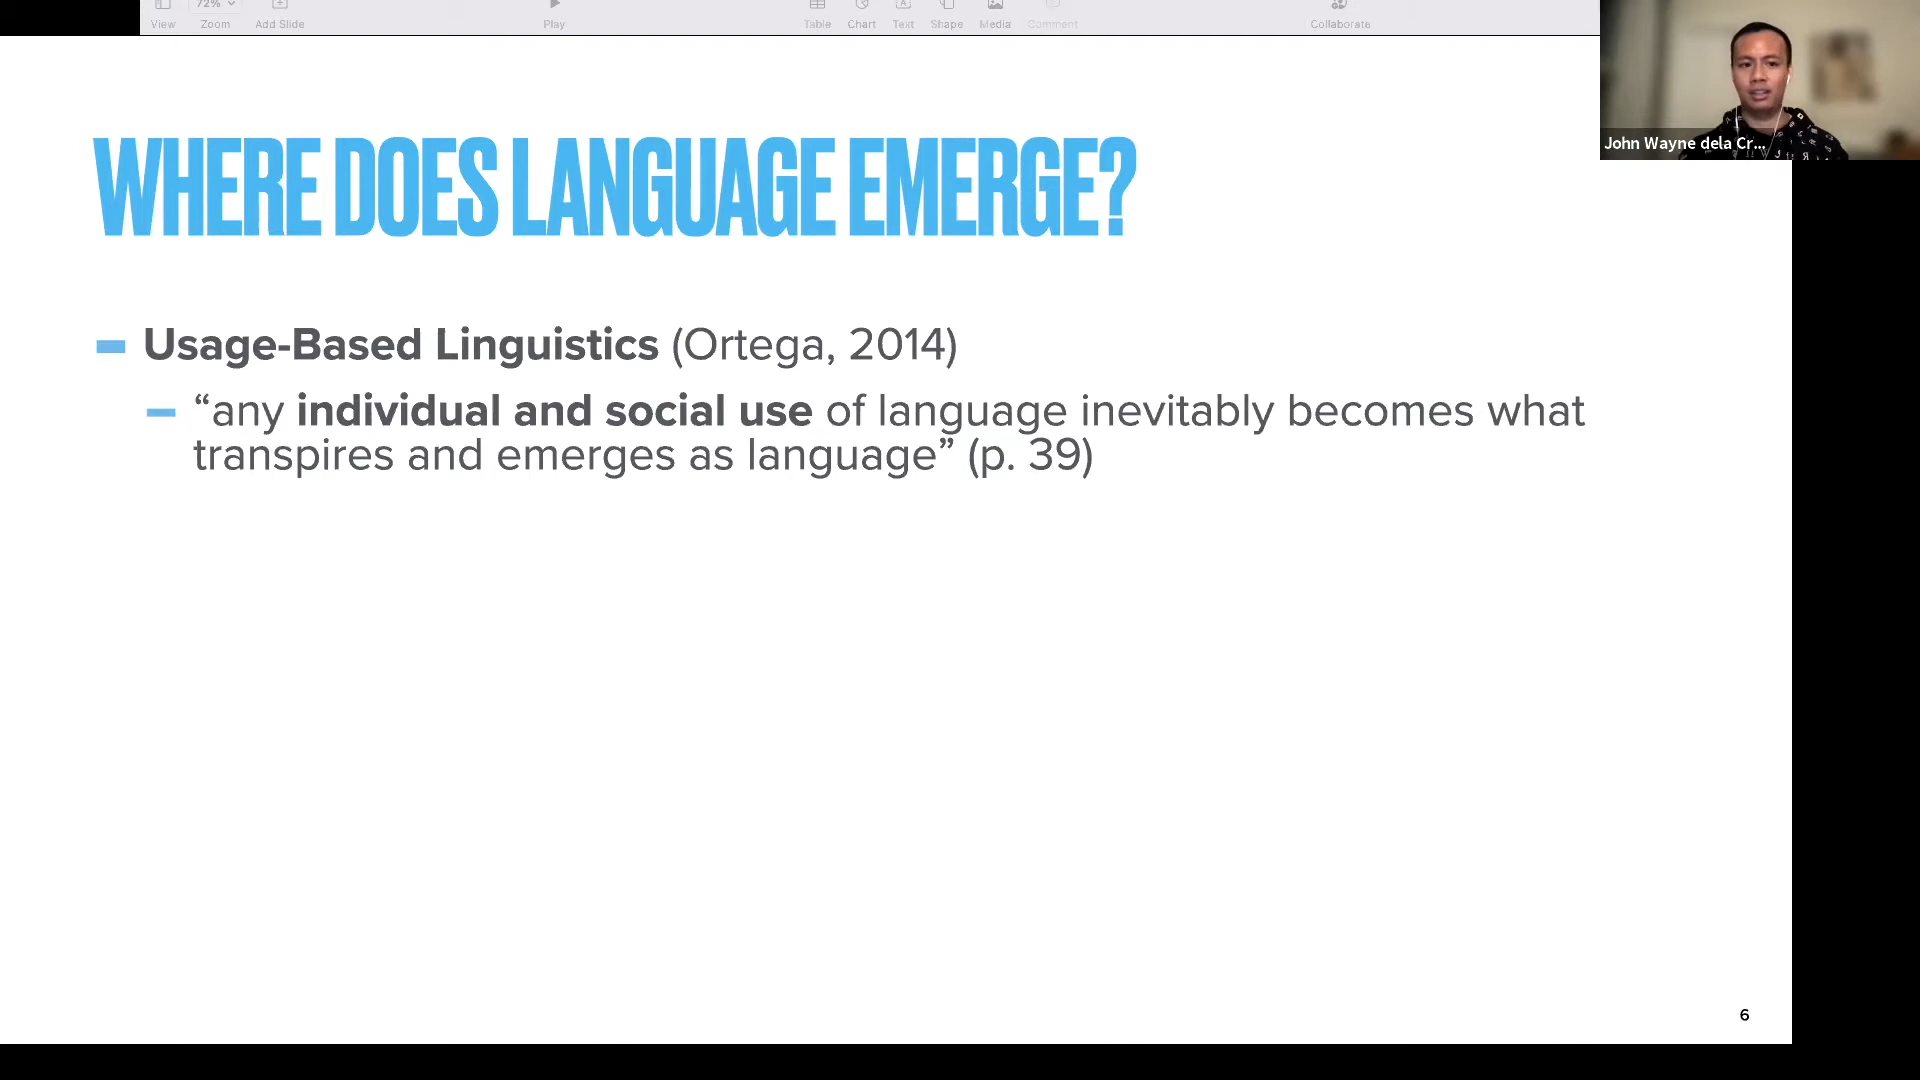 72%
View Zoom Add Slide Play Table Chart Text Shape Media Comment Collaborate
John Wayne dela Cr...
WHERE DOES LANGUAGE EMERGE?
Usage-Based Linguistics (Ortega, 2014)
“any individual and social use of language inevitably becomes what
transpires and emerges as language” (p. 39)
6